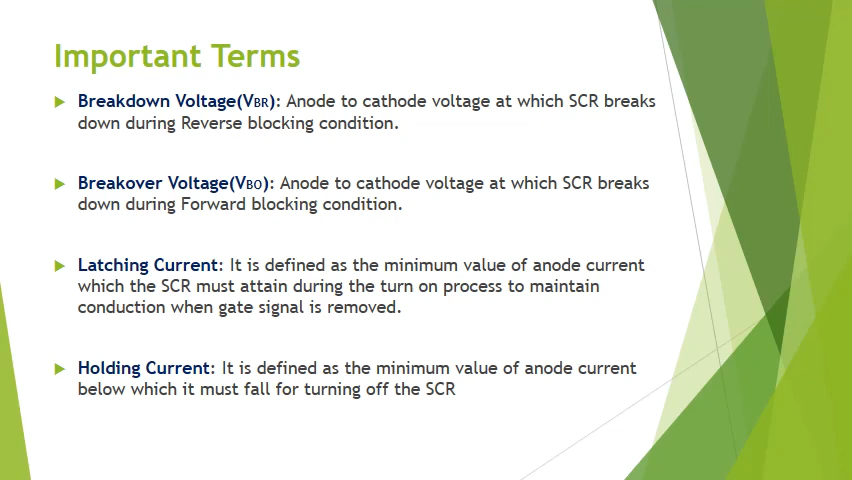 Important Terms
Breakdown Voltage(VBR): Anode to cathode voltage at which SCR breaks
down during Reverse blocking condition.
Breakover Voltage(VBO): Anode to cathode voltage at which SCR breaks
down during Forward blocking condition.
Latching Current: It is defined as the minimum value of anode current
which the SCR must attain during the turn on process to maintain
conduction when gate signal is removed.
Holding Current: It is defined as the minimum value of anode current
below which it must fall for turning off the SCR